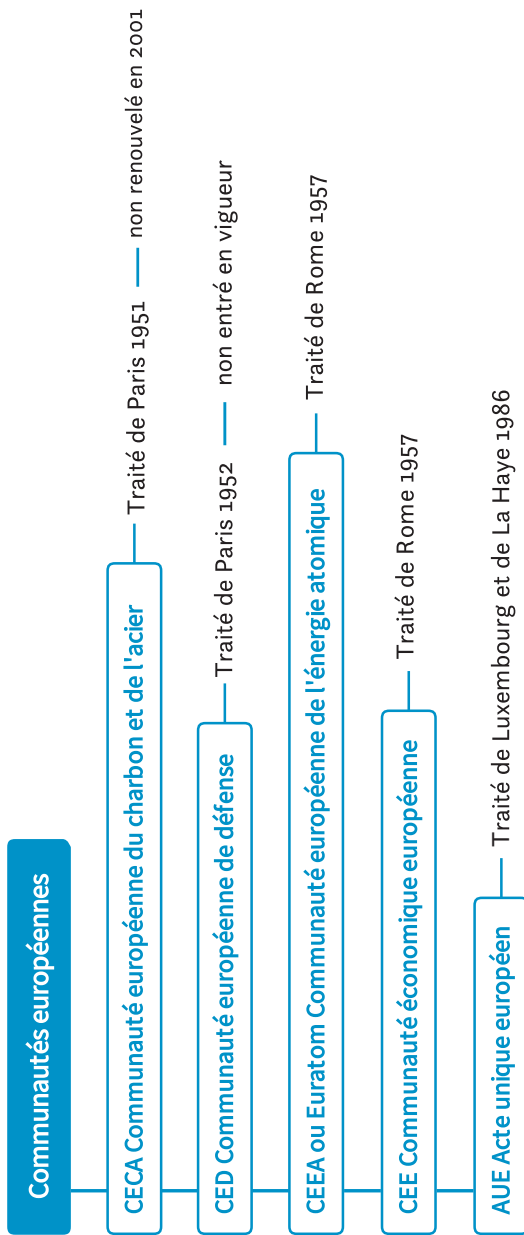 Communautés européennes
CECA Communauté européenne du charbon et de l'acier — Traité de Paris 1951 — non renouvelé en 2001
CED Communauté européenne de défense — Traité de Paris 1952 — non entré en vigueur
CEEA ou Euratom Communauté européenne de l'énergie atomique — Traité de Rome 1957
CEE Communauté économique européenne — Traité de Rome 1957
AUE Acte unique européen — Traité de Luxembourg et de La Haye 1986